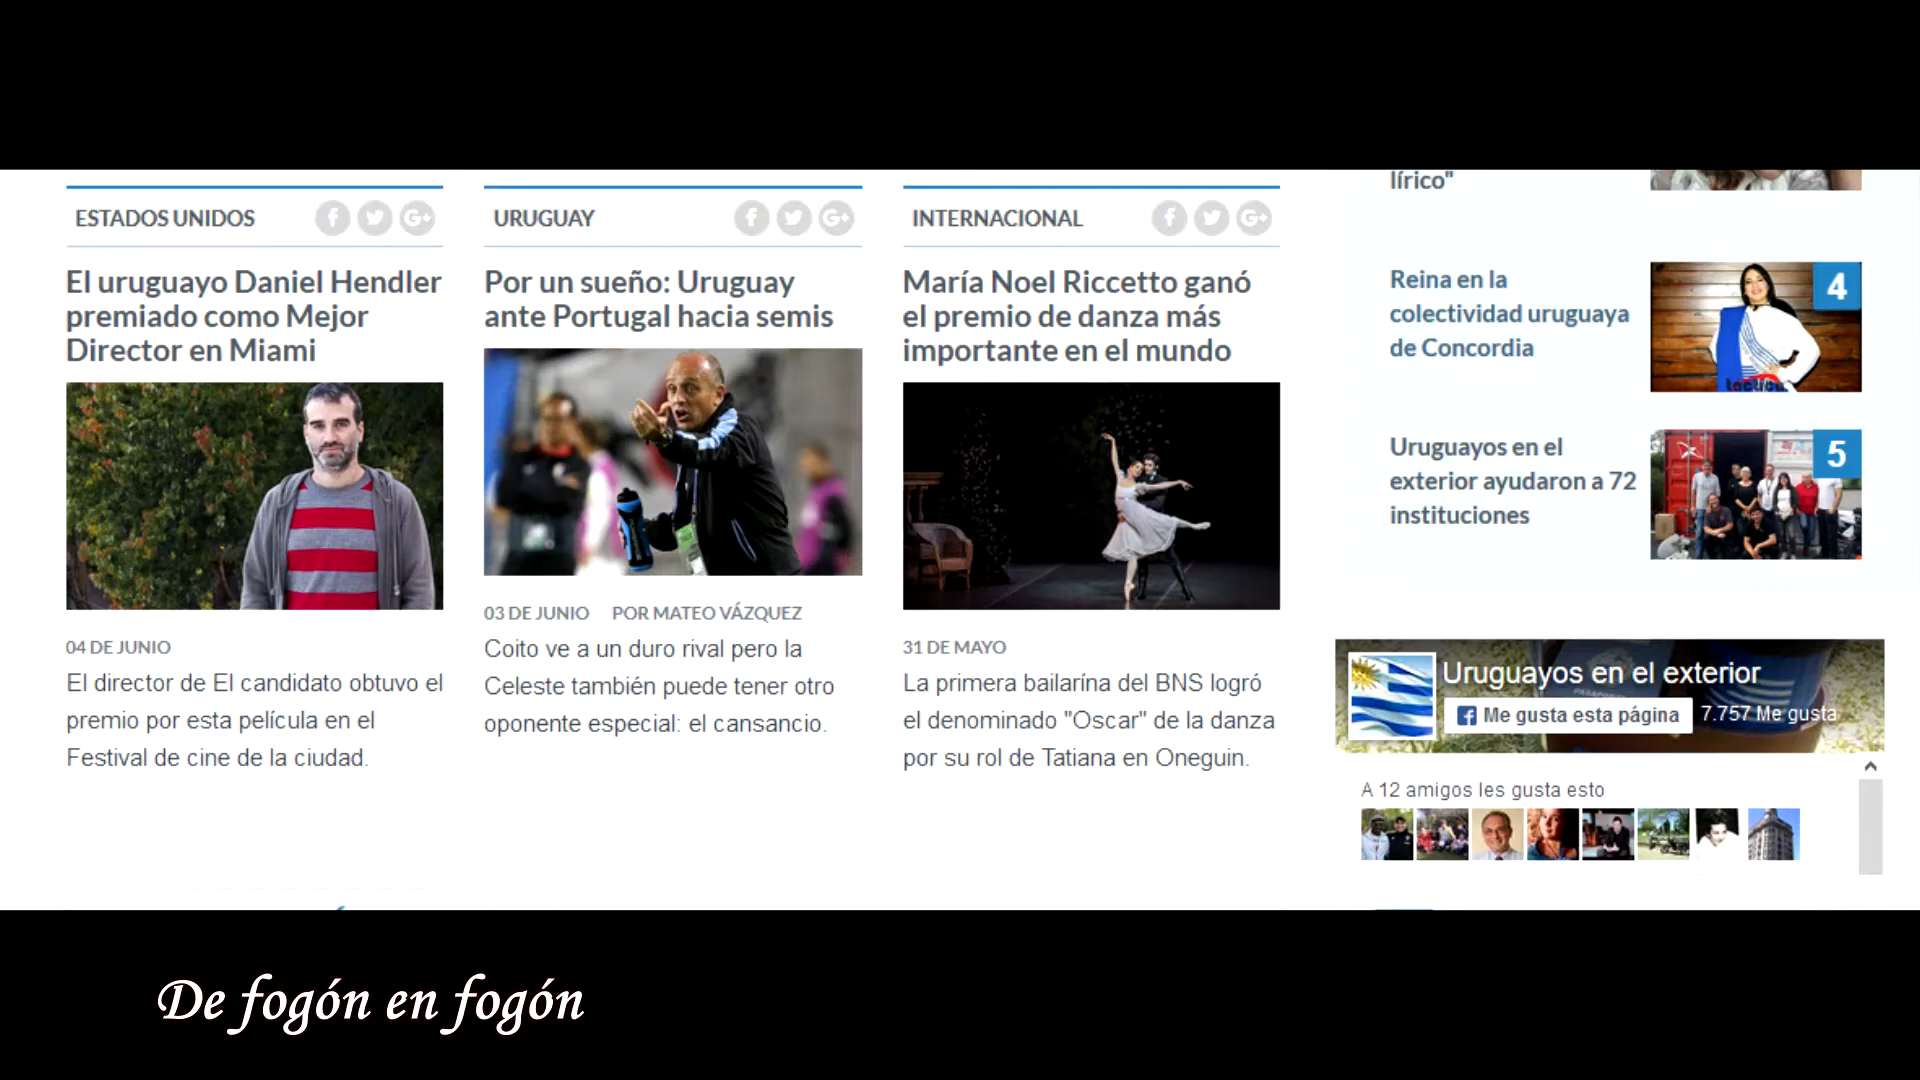 ESTADOS UNIDOS
El uruguayo Daniel Hendler
premiado como Mejor
Director en Miami
04 DE JUNIO
El director de El candidato obtuvo el
premio por esta película en el
Festival de cine de la ciudad.
URUGUAY
Por un sueño: Uruguay
ante Portugal hacia semis
03 DE JUNIO POR MATEO VÁZQUEZ
Coito ve a un duro rival pero la
Celeste también puede tener otro
oponente especial: el cansancio.
INTERNACIONAL
María Noel Riccetto ganó
el premio de danza más
importante en el mundo
31 DE MAYO
La primera bailarína del BNS logró
el denominado "Oscar" de la danza
por su rol de Tatiana en Oneguin.
lírico"
Reina en la
colectividad uruguaya
de Concordia
4
Uruguayos en el
exterior ayudaron a 72
instituciones
5
Uruguayos en el exterior
Me gusta esta página 7.757 Me gusta
A 12 amigos les gusta esto
De fogón en fogón